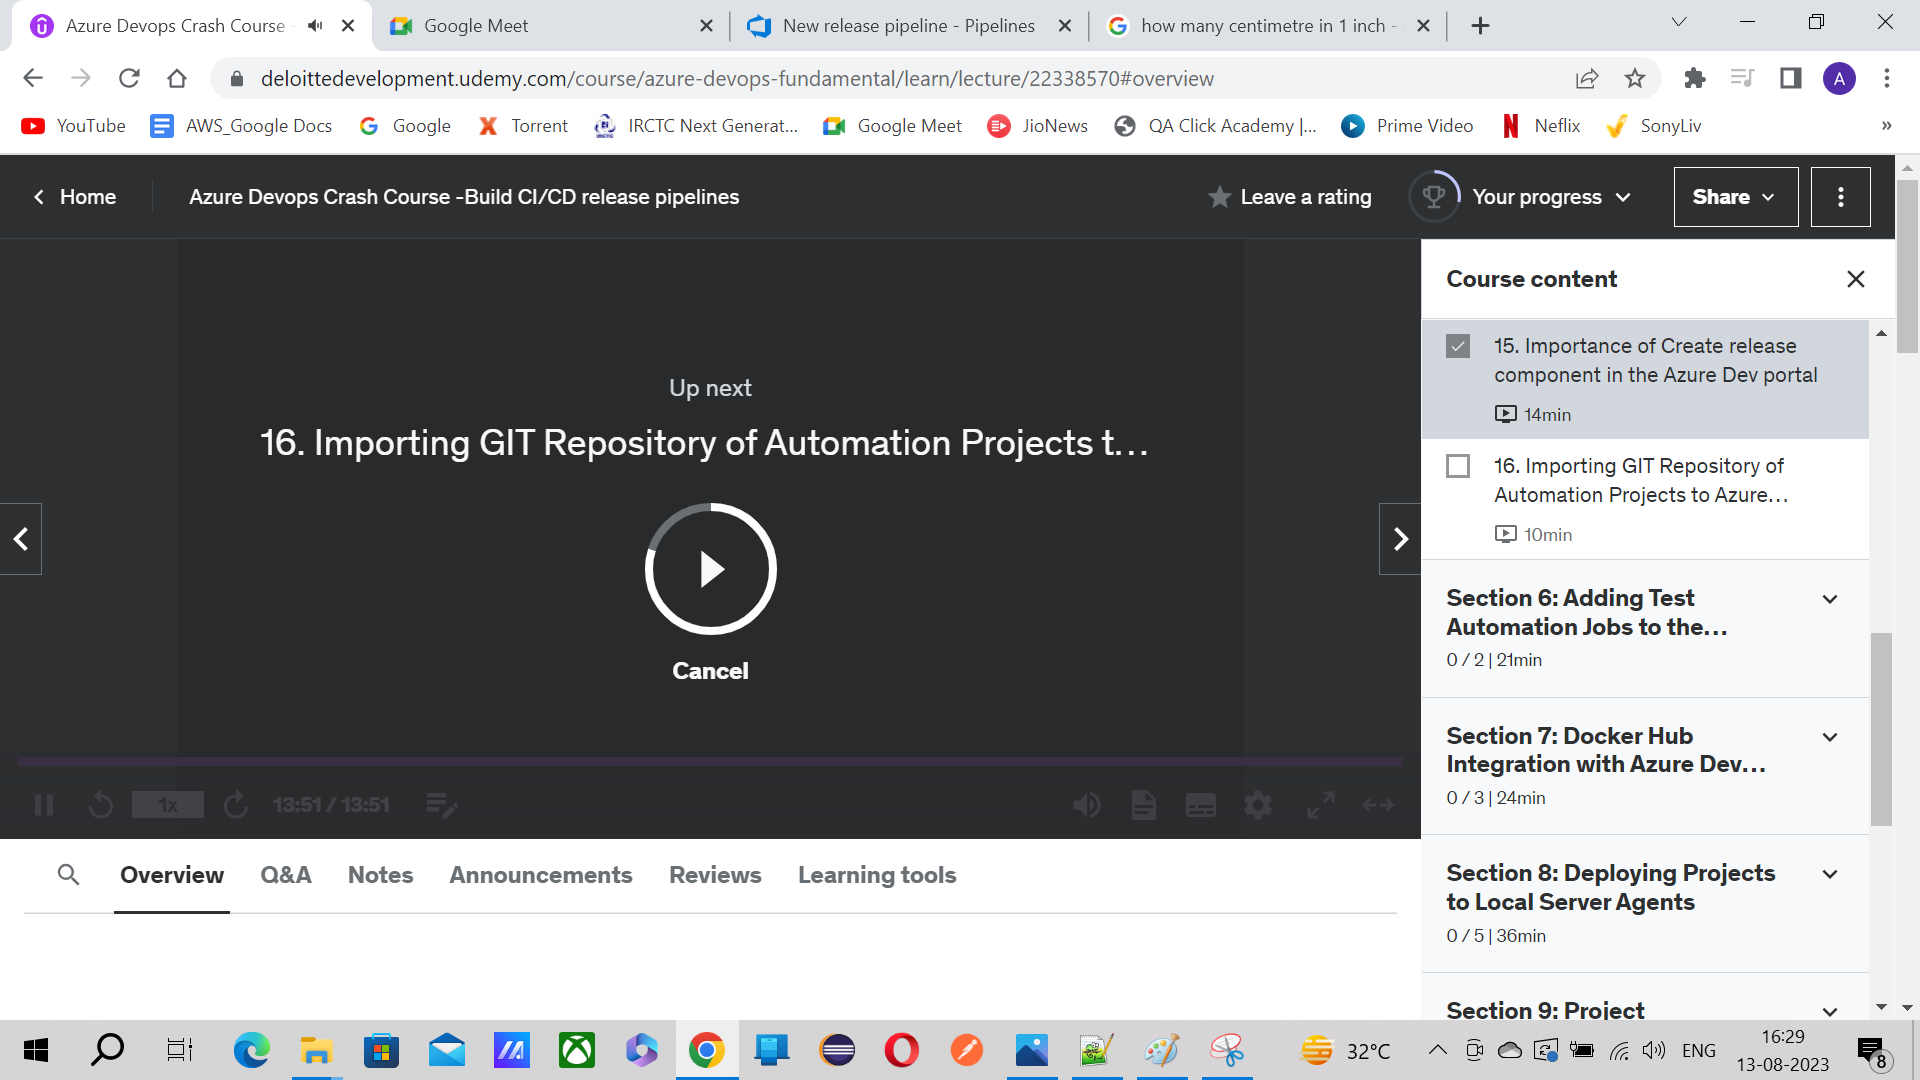 Azure Devops Crash Course -
Google Meet
New release pipeline - Pipelines
how many centimetre in 1 inch -
deloittedevelopment.udemy.com/course/azure-devops-fundamental/learn/lecture/22338570#overview
A
YouTube
AWS_Google Docs
Google
Torrent
IRCTC Next Generat...
Google Meet
JioNews
QA Click Academy |...
Prime Video
Neflix
SonyLiv
»
Home
Azure Devops Crash Course -Build CI/CD release pipelines
Leave a rating
Your progress
Share
Up next
16. Importing GIT Repository of Automation Projects t...
Cancel
1x
13:51 / 13:51
Course content
15. Importance of Create release
component in the Azure Dev portal
14min
16. Importing GIT Repository of
Automation Projects to Azure...
10min
Section 6: Adding Test
Automation Jobs to the...
0 / 2 | 21min
Section 7: Docker Hub
Integration with Azure Dev...
0 / 3 | 24min
Section 8: Deploying Projects
to Local Server Agents
0 / 5 | 36min
Section 9: Project
Overview
Q&A
Notes
Announcements
Reviews
Learning tools
32°C
ENG
16:29
13-08-2023
8